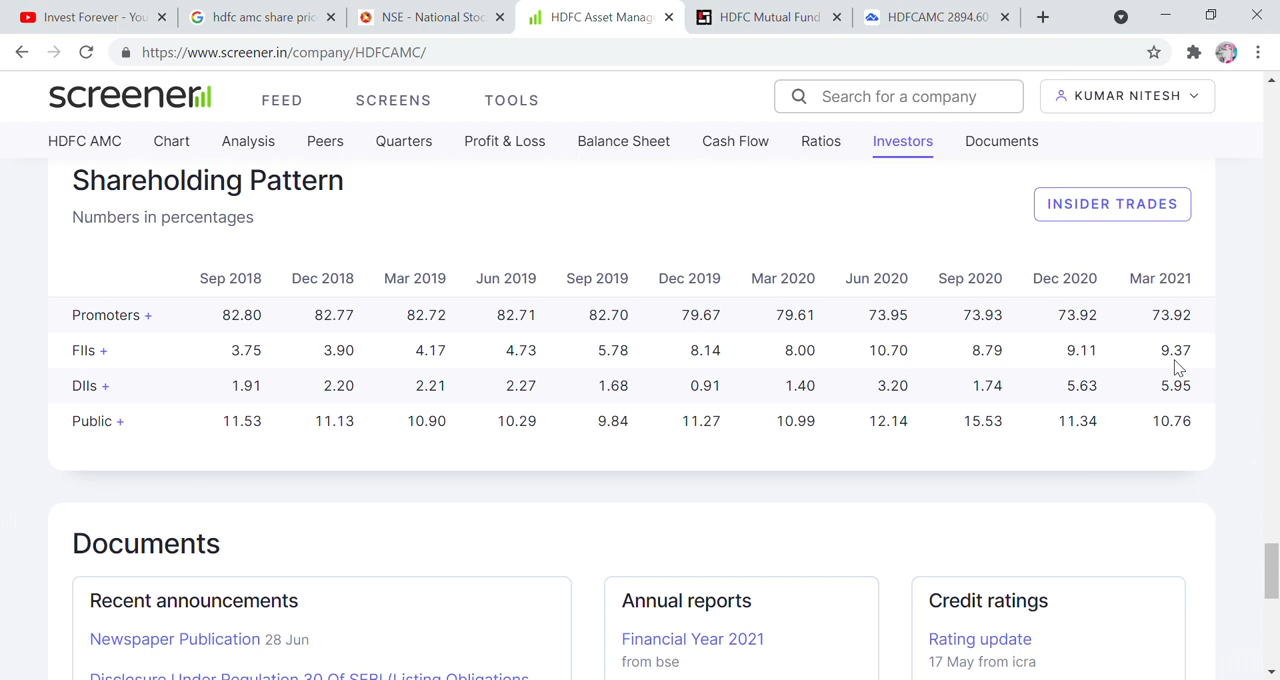 Invest Forever - You
hdfc amc share pric
NSE - National Stoc
HDFC Asset Manag
HDFC Mutual Fund
HDFCAMC 2894.60
https://www.screener.in/company/HDFCAMC/
screener
FEED SCREENS TOOLS
Search for a company
KUMAR NITESH
HDFC AMC Chart Analysis Peers Quarters Profit & Loss Balance Sheet Cash Flow Ratios Investors Documents
Shareholding Pattern
Numbers in percentages
INSIDER TRADES
Sep 2018 Dec 2018 Mar 2019 Jun 2019 Sep 2019 Dec 2019 Mar 2020 Jun 2020 Sep 2020 Dec 2020 Mar 2021
Promoters + 82.80 82.77 82.72 82.71 82.70 79.67 79.61 73.95 73.93 73.92 73.92
FIIs + 3.75 3.90 4.17 4.73 5.78 8.14 8.00 10.70 8.79 9.11 9.37
DIIs + 1.91 2.20 2.21 2.27 1.68 0.91 1.40 3.20 1.74 5.63 5.95
Public + 11.53 11.13 10.90 10.29 9.84 11.27 10.99 12.14 15.53 11.34 10.76
Documents
Recent announcements
Newspaper Publication 28 Jun
Disclosure Under Regulation 30 Of SEBI (Listing Obligations
Annual reports
Financial Year 2021
from bse
Credit ratings
Rating update
17 May from icra